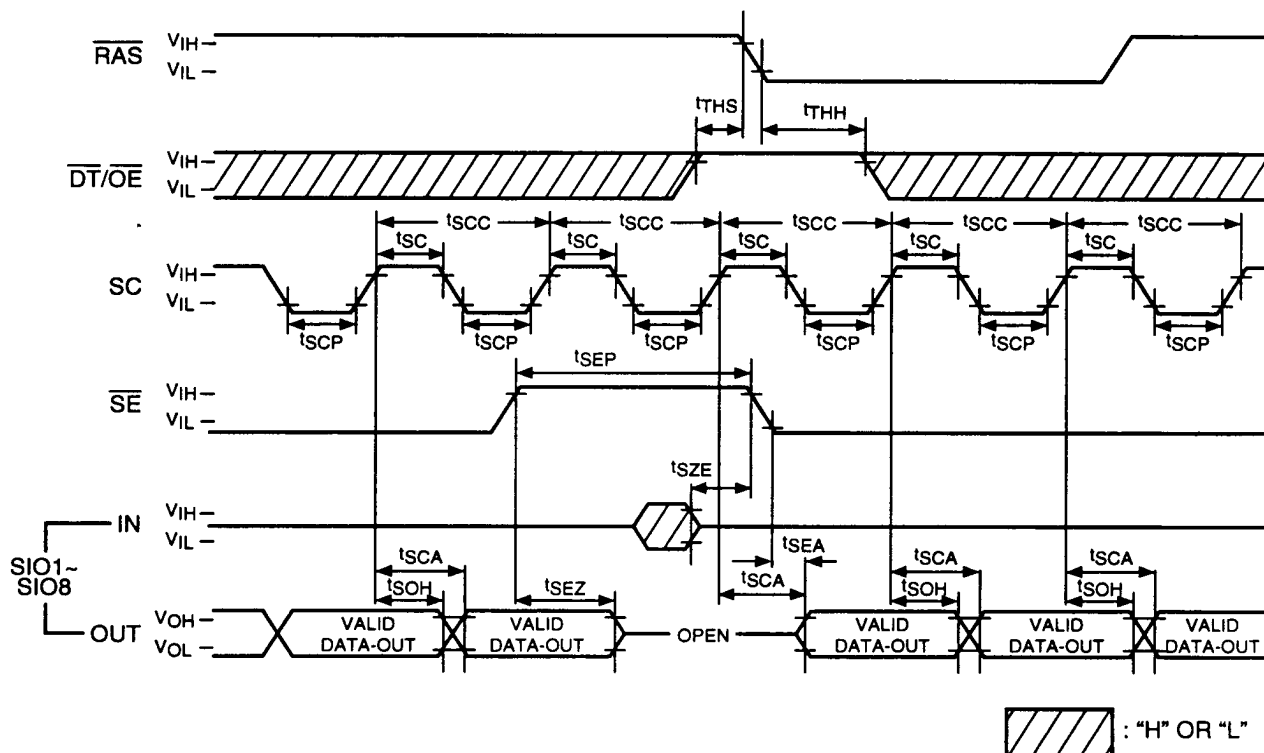 RAS VIH
VIL
tTHS tTHH
DT/OE VIH
VIL
tSCC tSCC tSCC tSCC tSCC
tSC tSC tSC tSC tSC
SC VIH
VIL
tSCP tSCP tSCP tSCP tSCP tSCP
tSEP
SE VIH
VIL
tSZE
IN VIH
VIL
SIO1~
SIO8
tSEA
tSCA tSCA tSCA tSCA
tSOH tSEZ tSOH tSOH
OUT VOH
VOL
VALID
DATA-OUT
VALID
DATA-OUT
OPEN
VALID
DATA-OUT
VALID
DATA-OUT
VALID
DATA-OUT
: "H" OR "L"